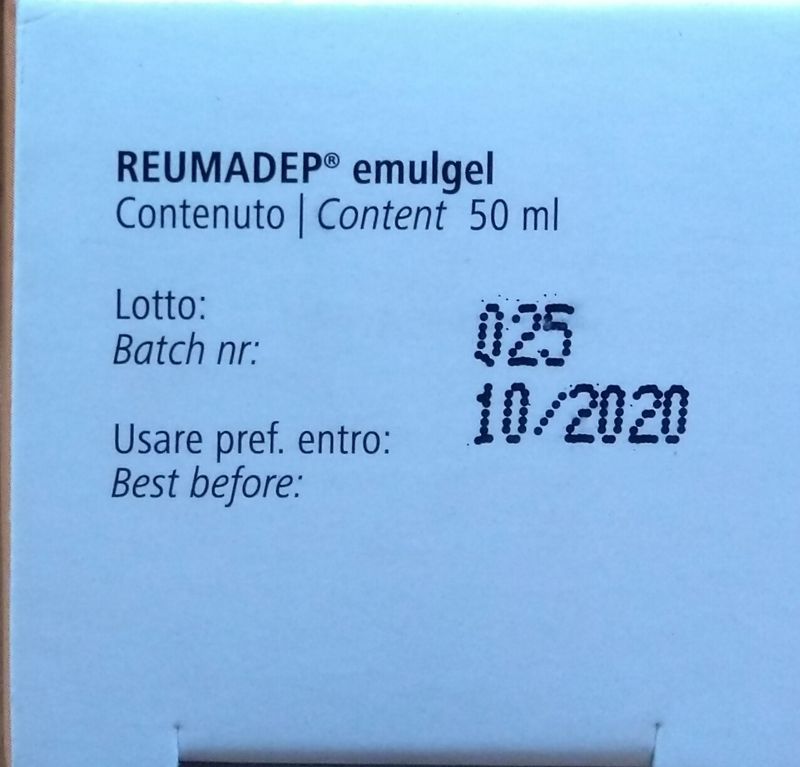 REUMADEP® emulgel
Contenuto | Content 50 ml
Lotto:
Batch nr:
025
10/2020
Usare pref. entro:
Best before: